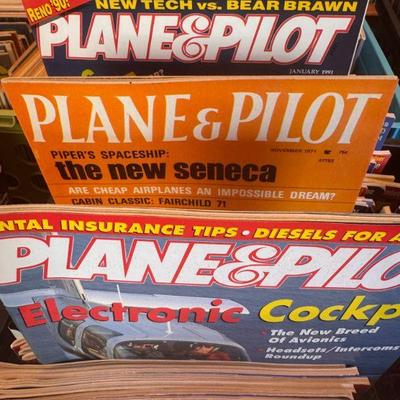 RENO '90:
NEW TECH vs. BEAR BRAWN
PLANE&PILOT
JANUARY 1991
PLANE & PILOT
PIPER'S SPACESHIP:
NOVEMBER 1971
75¢
the new seneca
47783
ARE CHEAP AIRPLANES AN IMPOSSIBLE DREAM?
CABIN CLASSIC: FAIRCHILD 71
NTAL INSURANCE TIPS • DIESELS FOR A
PLANE&PILO
Electronic Cockp
• The New Breed
Of Avionics
• Headsets/Intercoms
Roundup